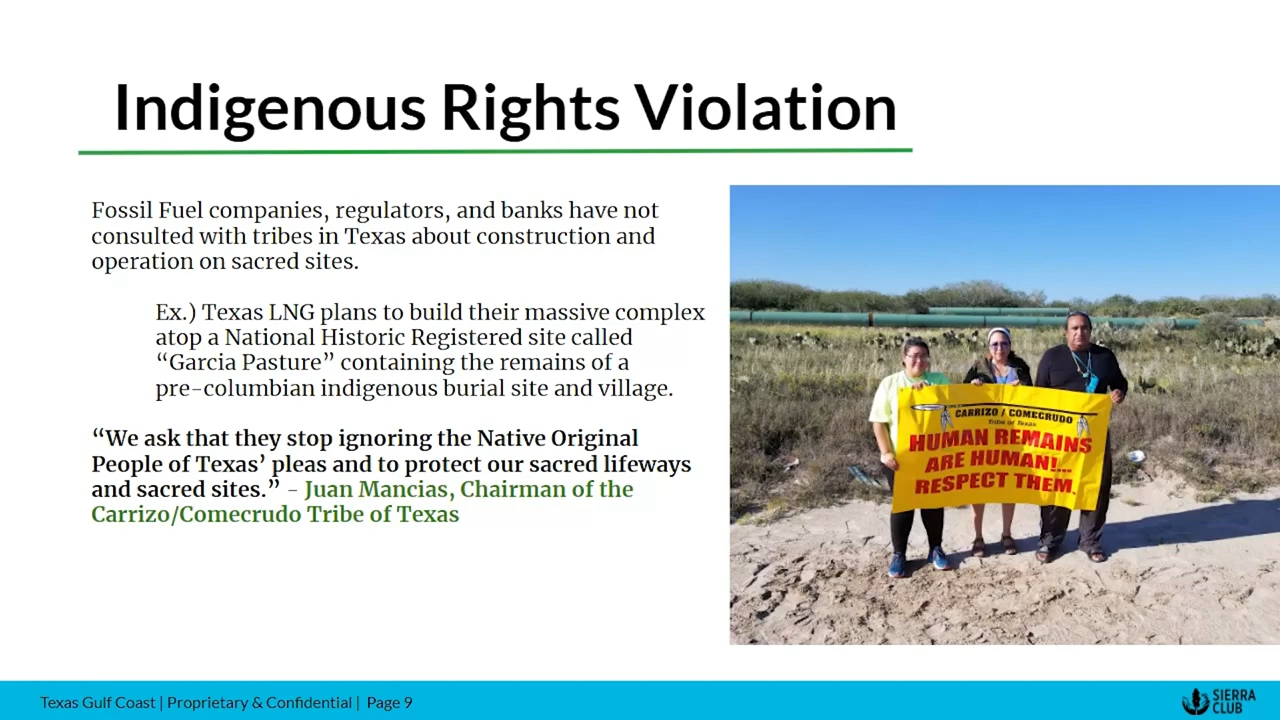 Indigenous Rights Violation
Fossil Fuel companies, regulators, and banks have not
consulted with tribes in Texas about construction and
operation on sacred sites.
Ex.) Texas LNG plans to build their massive complex
atop a National Historic Registered site called
“Garcia Pasture” containing the remains of a
pre-columbian indigenous burial site and village.
“We ask that they stop ignoring the Native Original
People of Texas’ pleas and to protect our sacred lifeways
and sacred sites.” - Juan Mancias, Chairman of the
Carrizo/Comecrudo Tribe of Texas
CARRIZO / COMECRUDO
Tribe of Texas
HUMAN REMAINS
ARE HUMAN!...
RESPECT THEM.
Texas Gulf Coast | Proprietary & Confidential | Page 9
SIERRA
CLUB